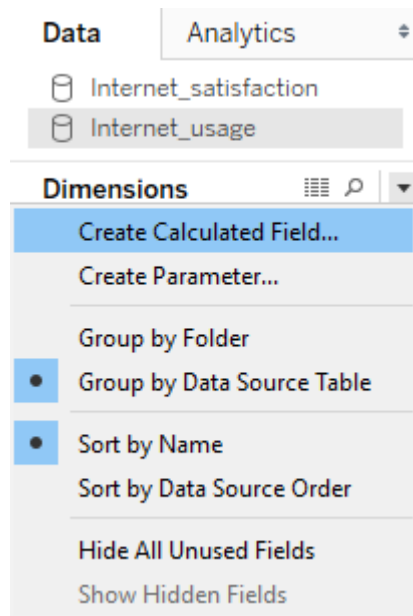 Data Analytics
Internet_satisfaction
Internet_usage
Dimensions
Create Calculated Field...
Create Parameter...
Group by Folder
Group by Data Source Table
Sort by Name
Sort by Data Source Order
Hide All Unused Fields
Show Hidden Fields